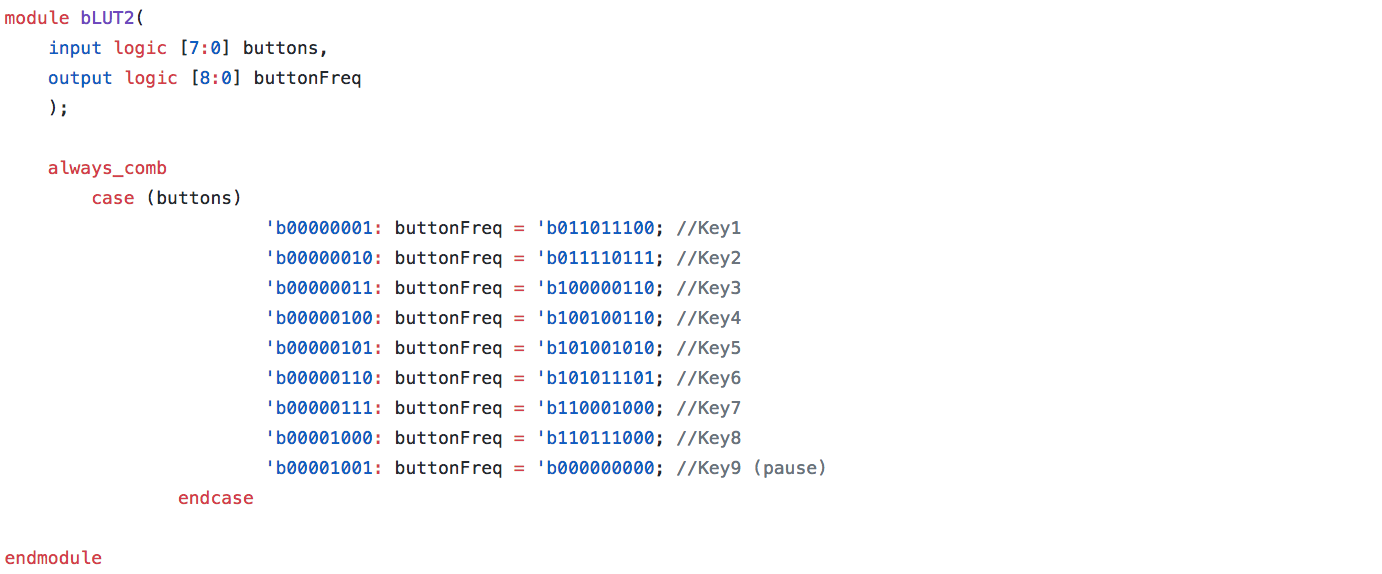 module bLUT2(
input logic [7:0] buttons,
output logic [8:0] buttonFreq
);
always_comb
case (buttons)
'b00000001: buttonFreq = 'b011011100; //Key1
'b00000010: buttonFreq = 'b011110111; //Key2
'b00000011: buttonFreq = 'b100000110; //Key3
'b00000100: buttonFreq = 'b100100110; //Key4
'b00000101: buttonFreq = 'b101001010; //Key5
'b00000110: buttonFreq = 'b101011101; //Key6
'b00000111: buttonFreq = 'b110001000; //Key7
'b00001000: buttonFreq = 'b110111000; //Key8
'b00001001: buttonFreq = 'b000000000; //Key9 (pause)
endcase
endmodule